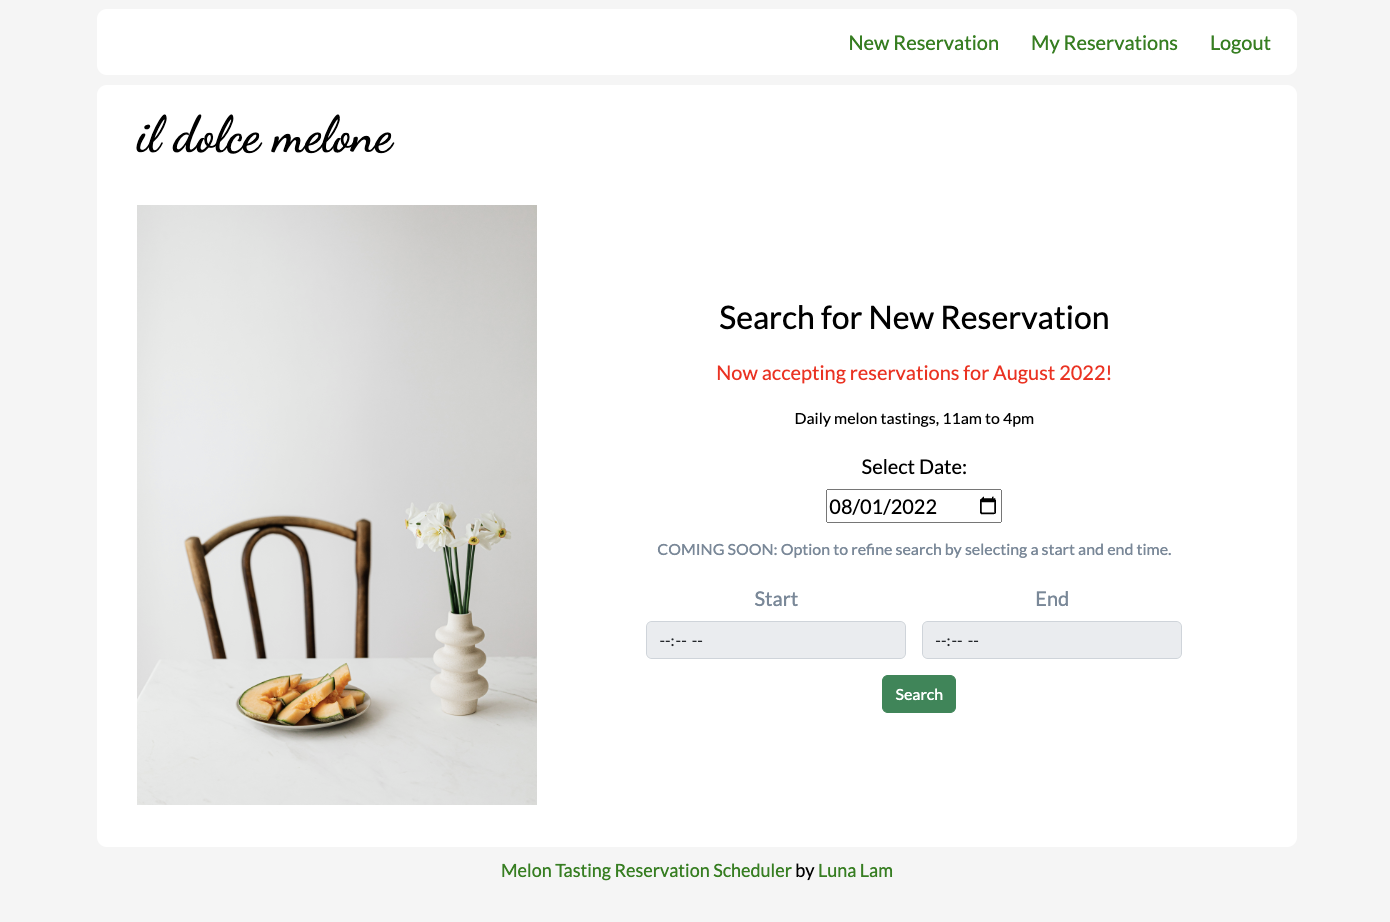 New Reservation My Reservations Logout
il dolce melone
Search for New Reservation
Now accepting reservations for August 2022!
Daily melon tastings, 11am to 4pm
Select Date:
08/01/2022
COMING SOON: Option to refine search by selecting a start and end time.
Start End
--:-- -- --:-- --
Search
Melon Tasting Reservation Scheduler by Luna Lam